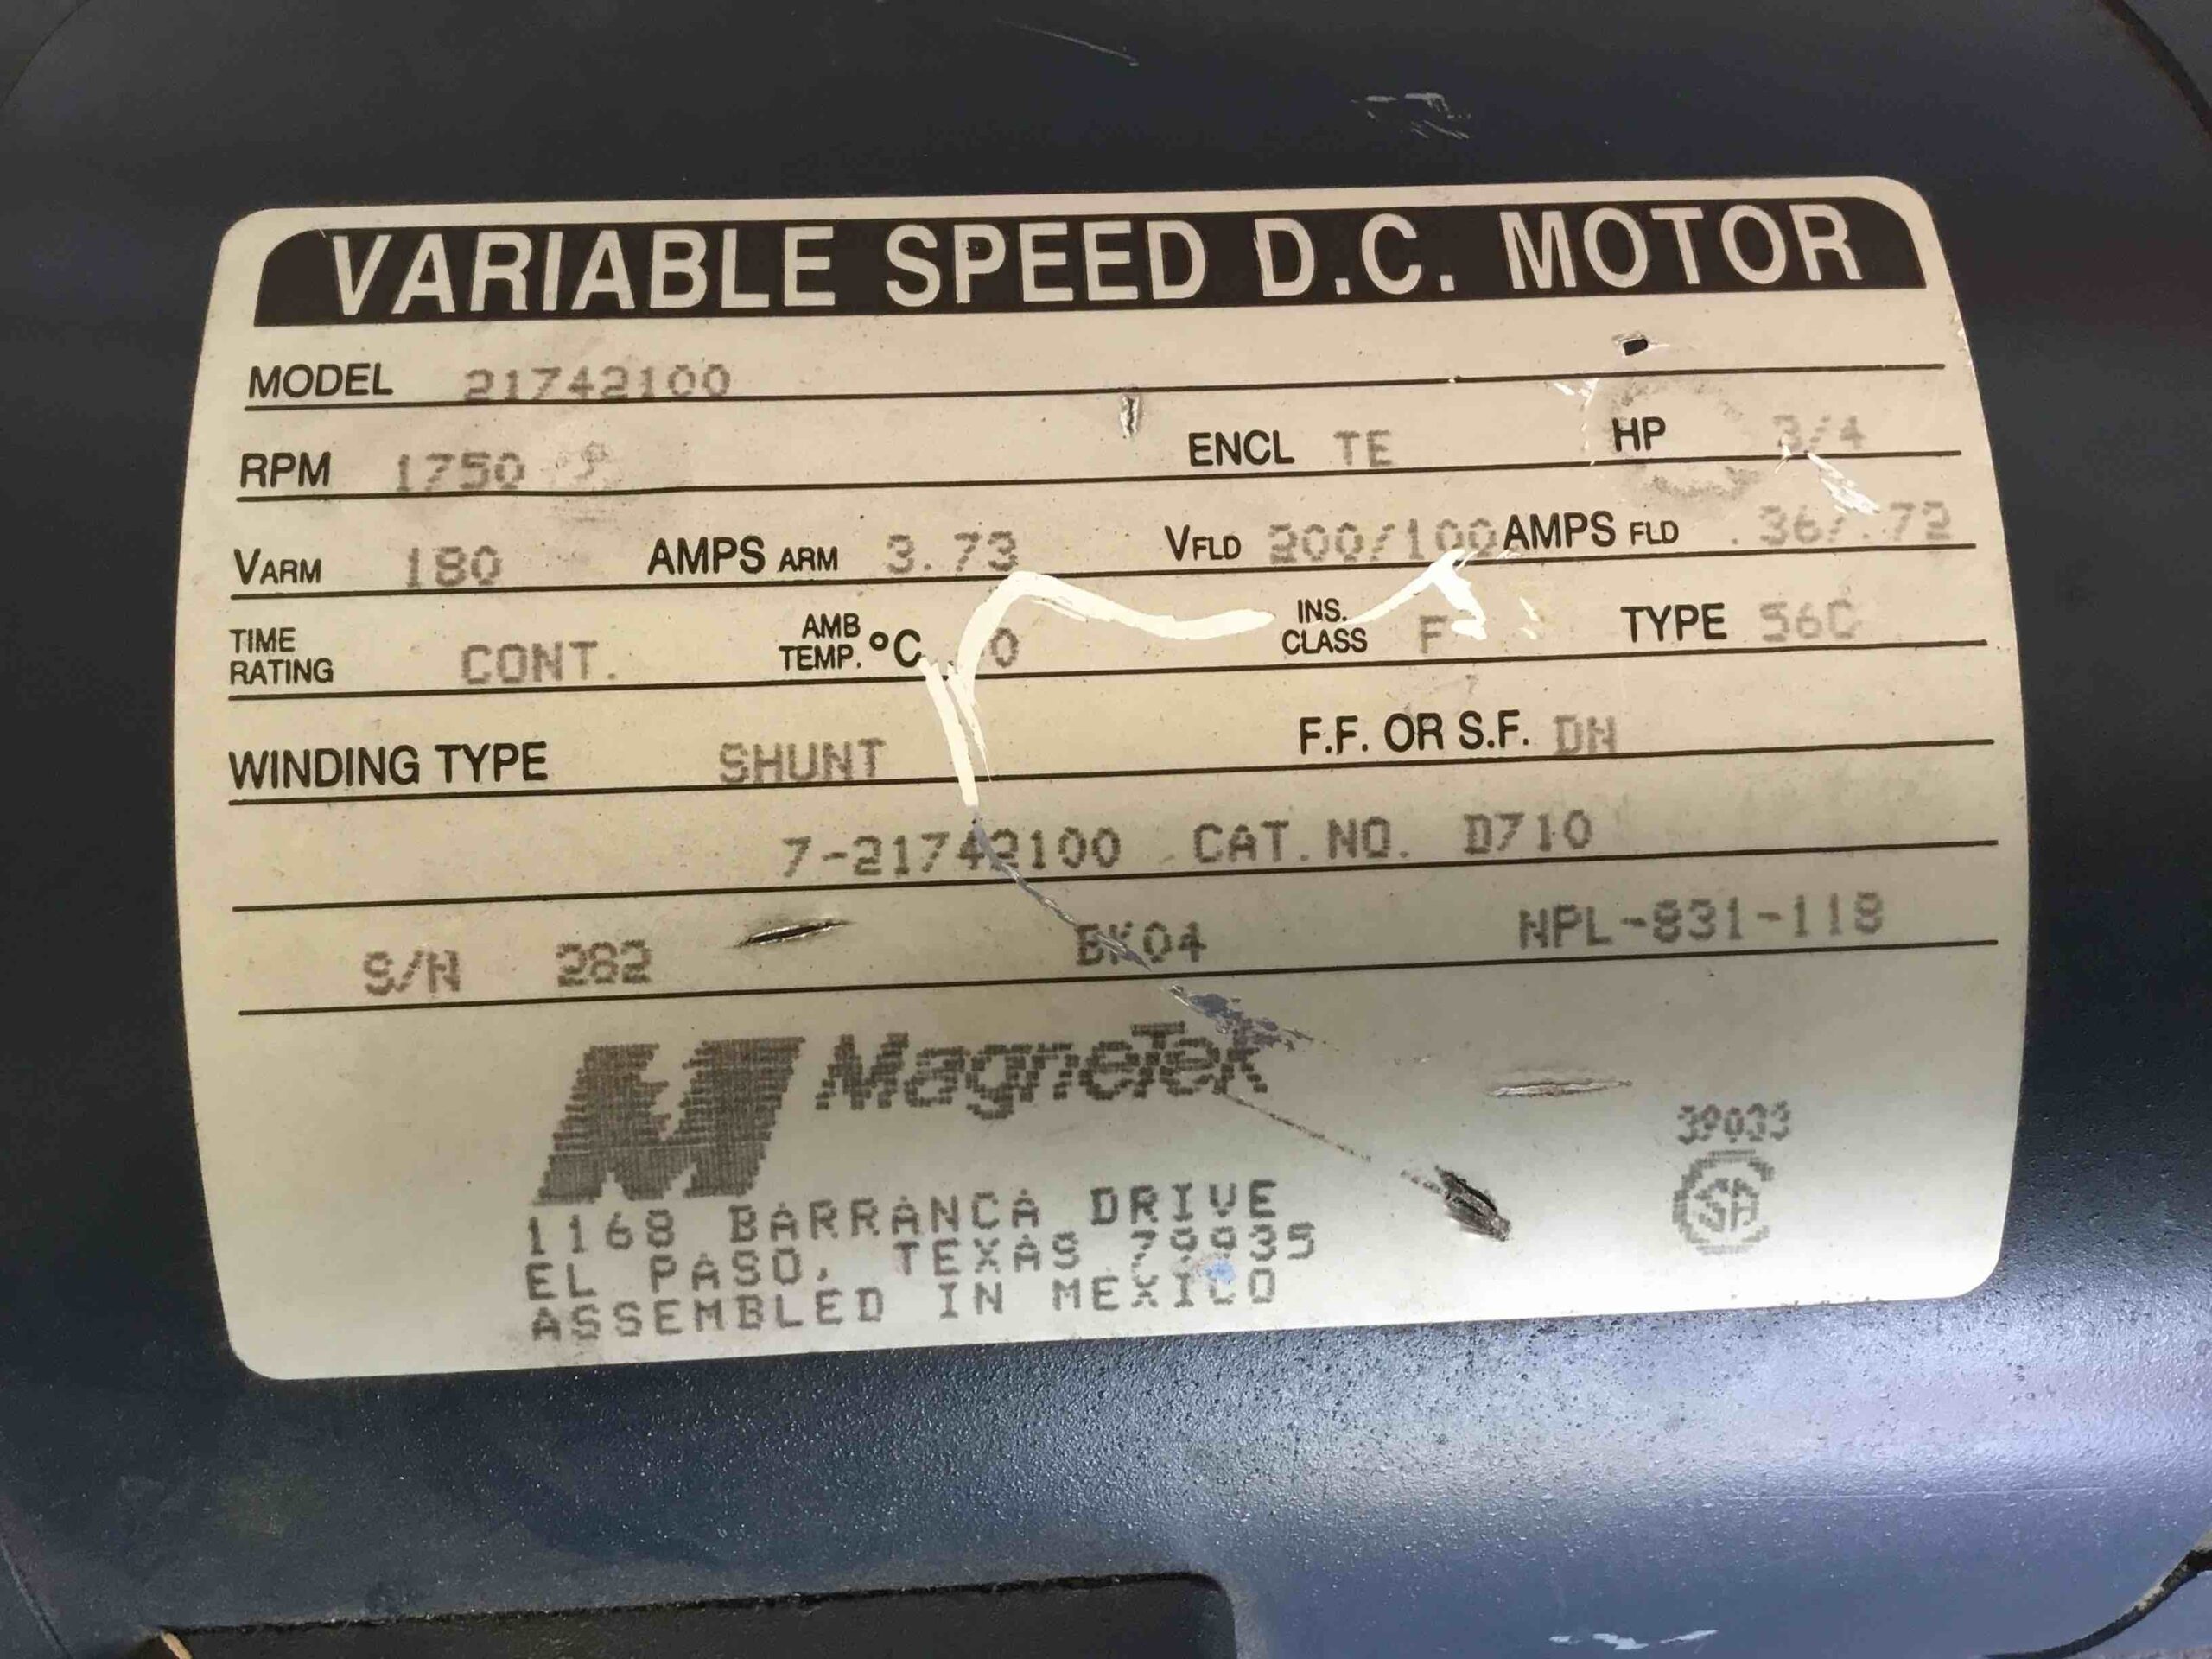 VARIABLE SPEED D.C. MOTOR
MODEL 21742100
RPM 1750 ENCL TE HP 3/4
VARM 180 AMPS ARM 3.73 VFLD 200/100 AMPS FLD .36/.72
TIME RATING CONT. AMB TEMP. °C 0 INS. CLASS F TYPE 56C
WINDING TYPE SHUNT F.F. OR S.F. DN
7-21742100 CAT.NO. D710
S/N 282 BK04 NPL-831-118
MagneTek
39033
1168 BARRANCA DRIVE
EL PASO, TEXAS 79935
ASSEMBLED IN MEXICO